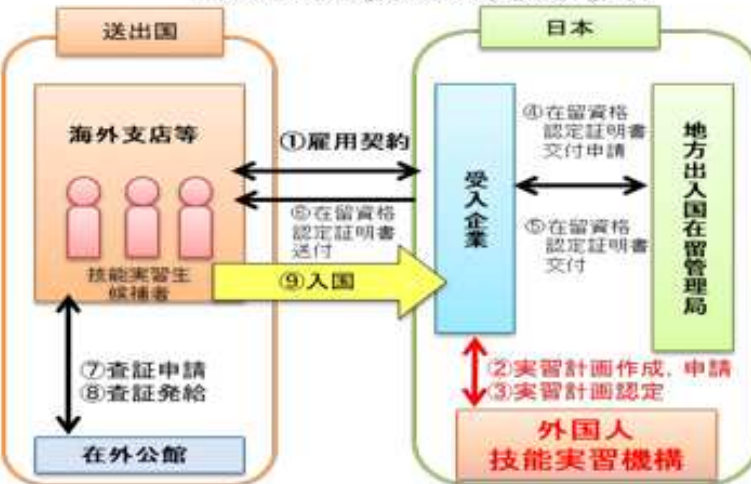 送出国
日本
海外支店等
技能実習生
候補者
①雇用契約
⑥在留資格
認定証明書
送付
⑨入国
⑦査証申請
⑧査証発給
在外公館
受入企業
④在留資格
認定証明書
交付申請
⑤在留資格
認定証明書
交付
地方出入国在留管理局
②実習計画作成，申請
③実習計画認定
外国人
技能実習機構